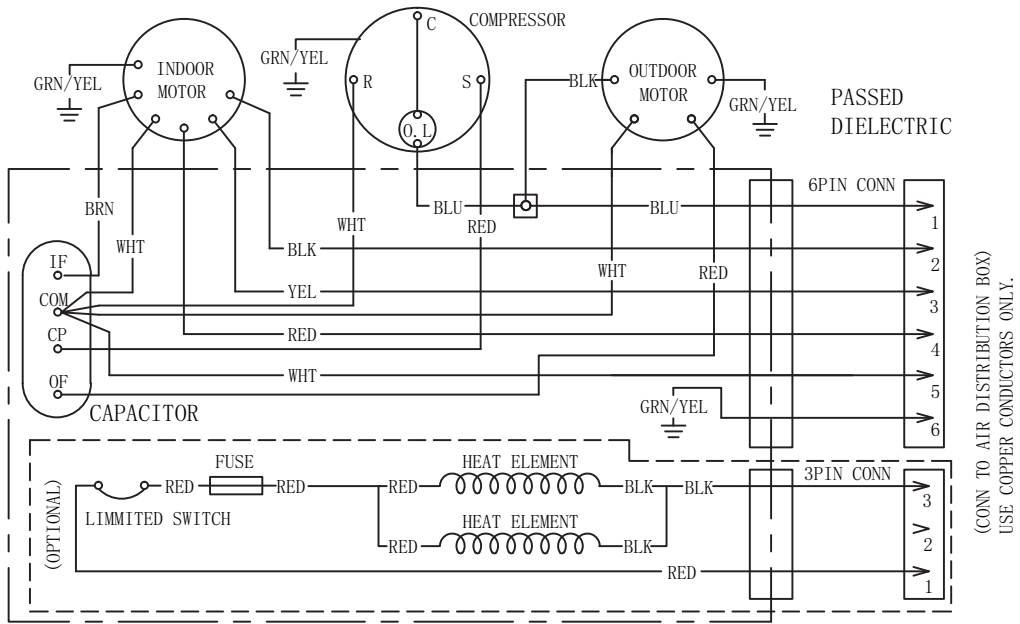 COMPRESSOR
C
GRN/YEL
INDOOR
MOTOR
GRN/YEL
R
S
O.L
BLK
OUTDOOR
MOTOR
GRN/YEL
PASSED
DIELECTRIC
6PIN CONN
BRN
WHT
WHT
BLU
RED
BLU
1
BLK
WHT
RED
2
IF
COM
CP
OF
CAPACITOR
YEL
3
RED
4
WHT
5
GRN/YEL
6
(CONN TO AIR DISTRIBUTION BOX)
USE COPPER CONDUCTORS ONLY.
(OPTIONAL)
FUSE
HEAT ELEMENT
3PIN CONN
RED
RED
RED
BLK
BLK
3
LIMMITED SWITCH
HEAT ELEMENT
RED
BLK
2
RED
1